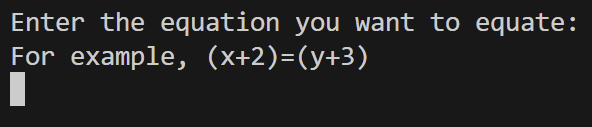 Enter the equation you want to equate:
For example, (x+2)=(y+3)